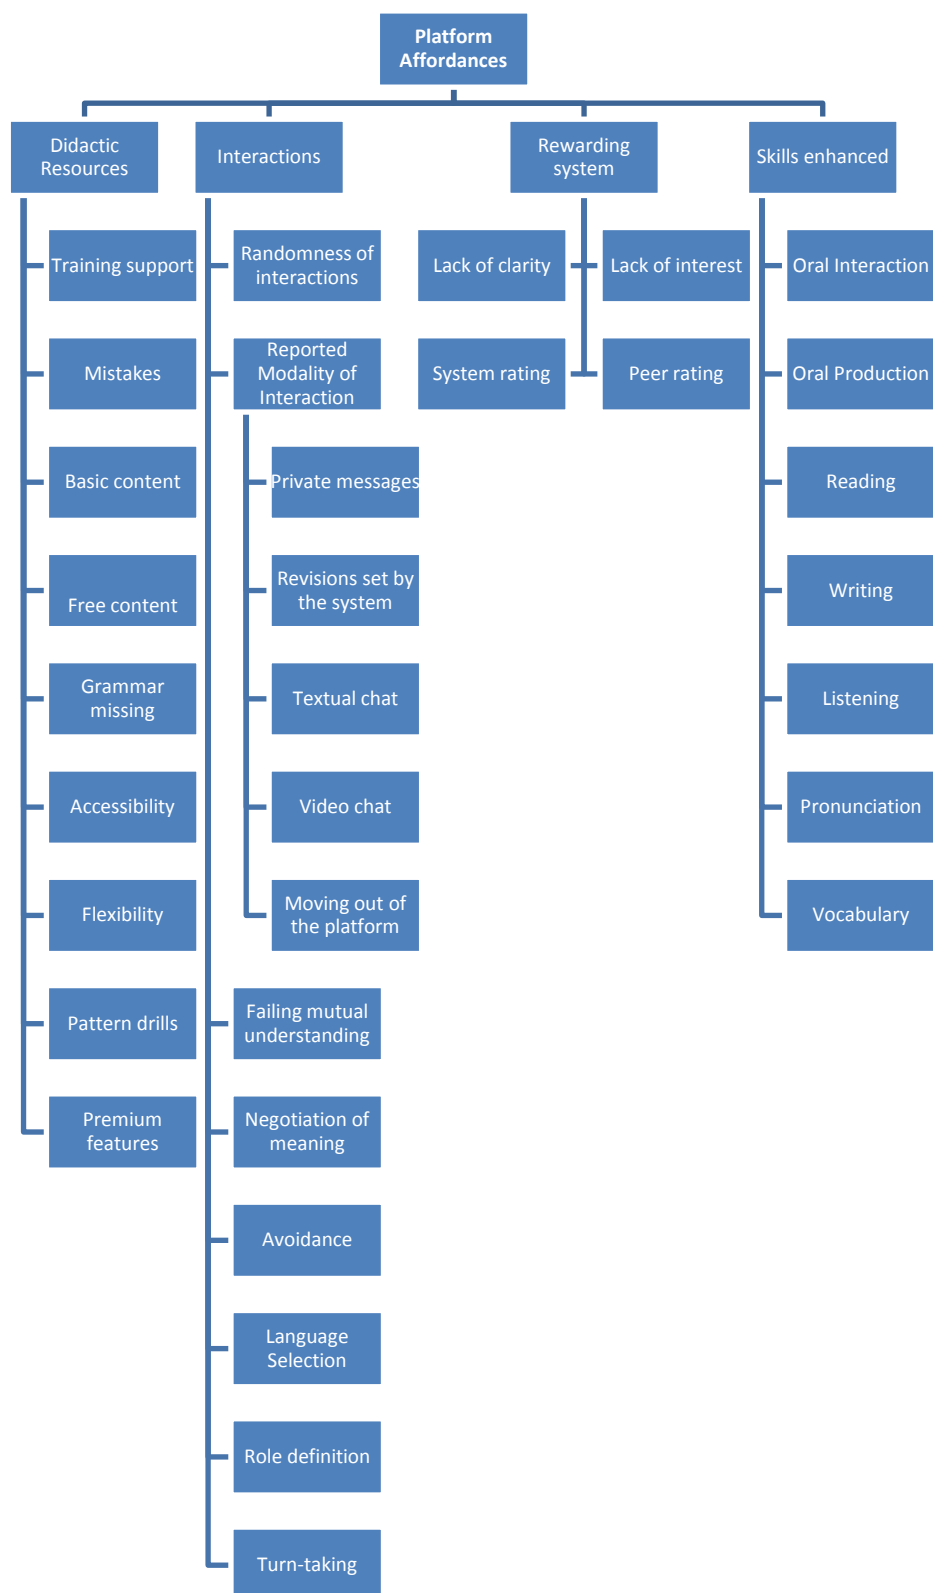 Platform
Affordances
Didactic
Resources
Interactions
Rewarding
system
Skills enhanced
Training support
Mistakes
Basic content
Free content
Grammar
missing
Accessibility
Flexibility
Pattern drills
Premium
features
Randomness of
interactions
Reported
Modality of
Interaction
Private messages
Revisions set by
the system
Textual chat
Video chat
Moving out of
the platform
Failing mutual
understanding
Negotiation of
meaning
Avoidance
Language
Selection
Role definition
Turn-taking
Lack of clarity
Lack of interest
System rating
Peer rating
Oral Interaction
Oral Production
Reading
Writing
Listening
Pronunciation
Vocabulary